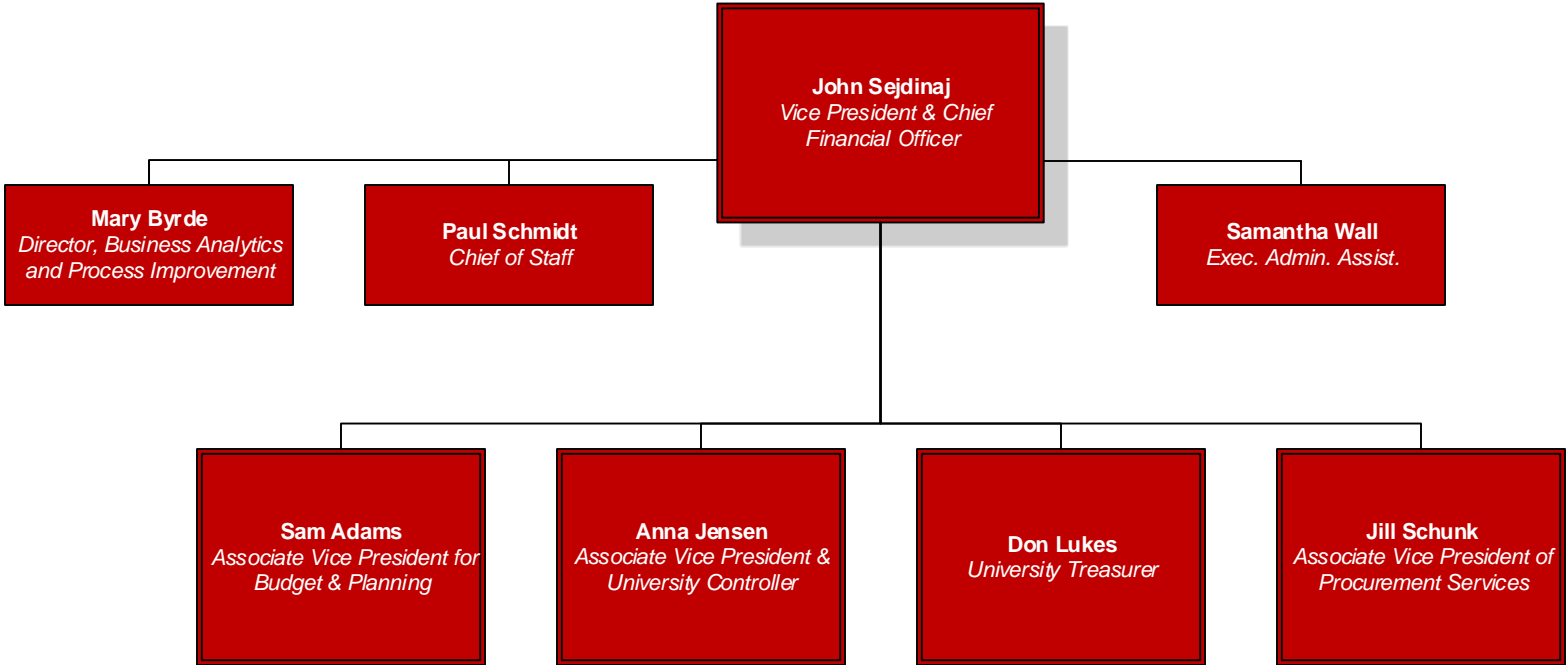 John Sejdinaj
Vice President & Chief
Financial Officer
Mary Byrde
Director, Business Analytics
and Process Improvement
Paul Schmidt
Chief of Staff
Samantha Wall
Exec. Admin. Assist.
Sam Adams
Associate Vice President for
Budget & Planning
Anna Jensen
Associate Vice President &
University Controller
Don Lukes
University Treasurer
Jill Schunk
Associate Vice President of
Procurement Services